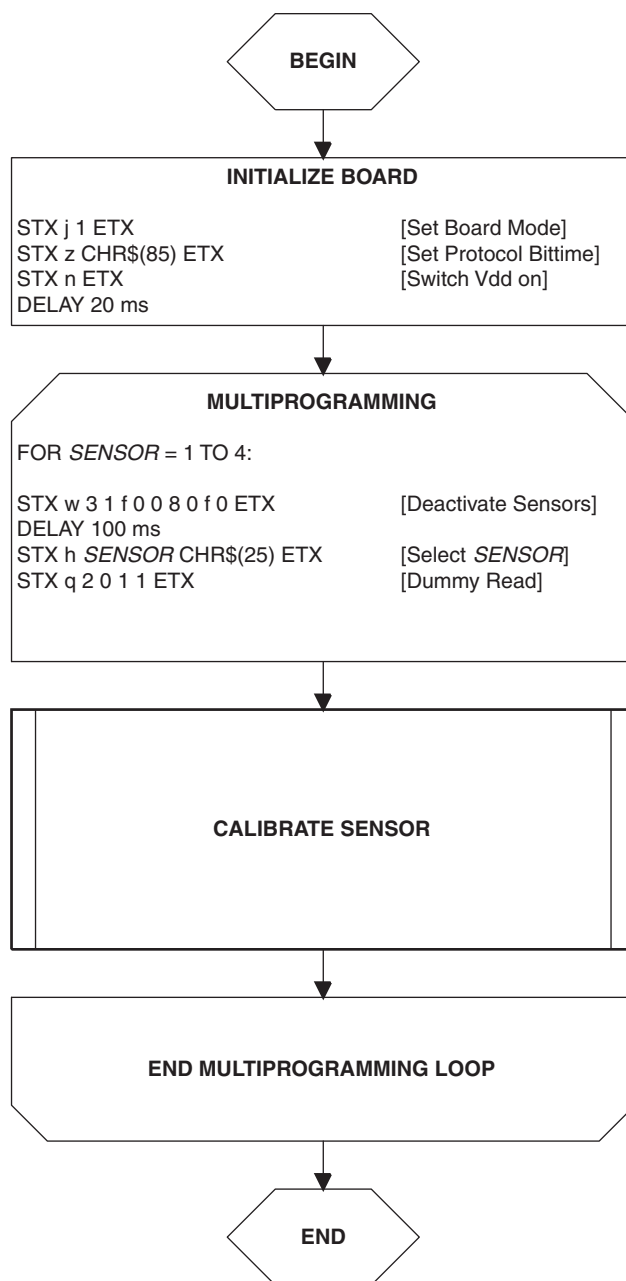 BEGIN
INITIALIZE BOARD
STX j 1 ETX [Set Board Mode]
STX z CHR$(85) ETX [Set Protocol Bittime]
STX n ETX [Switch Vdd on]
DELAY 20 ms
MULTIPROGRAMMING
FOR SENSOR = 1 TO 4:
STX w 3 1 f 0 0 8 0 f 0 ETX [Deactivate Sensors]
DELAY 100 ms
STX h SENSOR CHR$(25) ETX [Select SENSOR]
STX q 2 0 1 1 ETX [Dummy Read]
CALIBRATE SENSOR
END MULTIPROGRAMMING LOOP
END